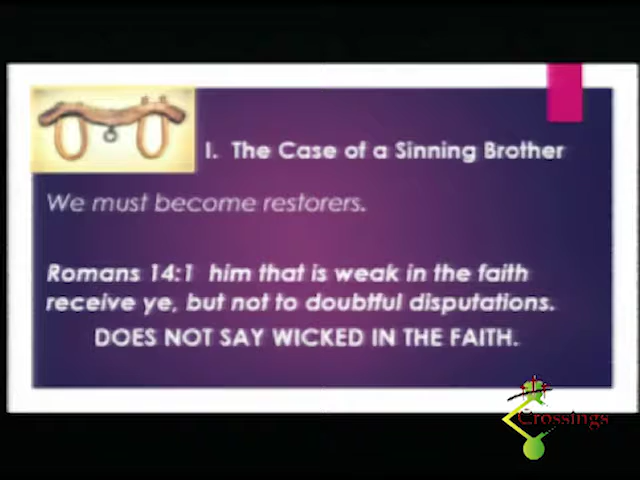 I. The Case of a Sinning Brother
We must become restorers.
Romans 14:1 him that is weak in the faith
receive ye, but not to doubtful disputations.
DOES NOT SAY WICKED IN THE FAITH.
Crossings